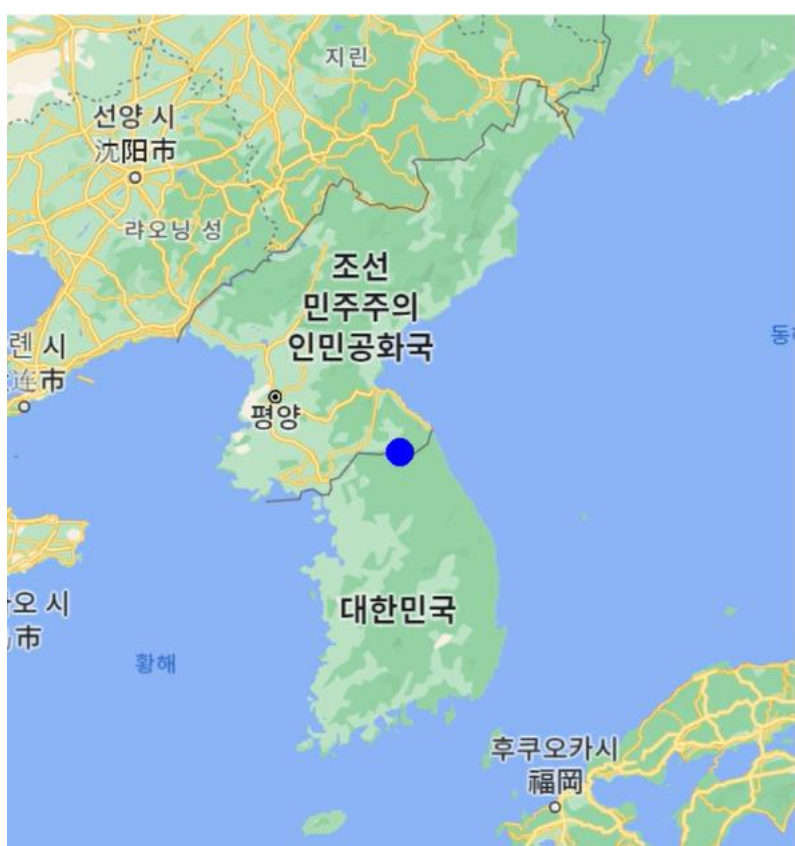 지린
선양 시
沈阳市
랴오닝 성
조선
민주주의
인민공화국
동해
렌 시
连市
평양
오 시
市
대한민국
황해
후쿠오카시
福岡